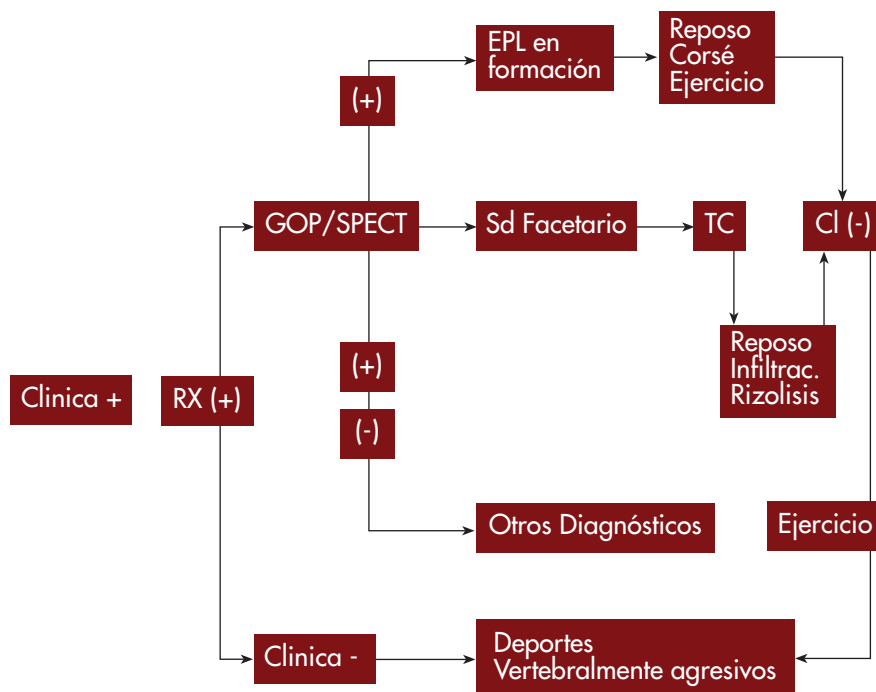 EPL en
formación
Reposo
Corsé
Ejercicio
(+)
GOP/SPECT
Sd Facetario
TC
Cl (-)
Reposo
Infiltrac.
Rizolisis
(+)
Clinica +
RX (+)
(-)
Otros Diagnósticos
Ejercicio
Clinica -
Deportes
Vertebralmente agresivos